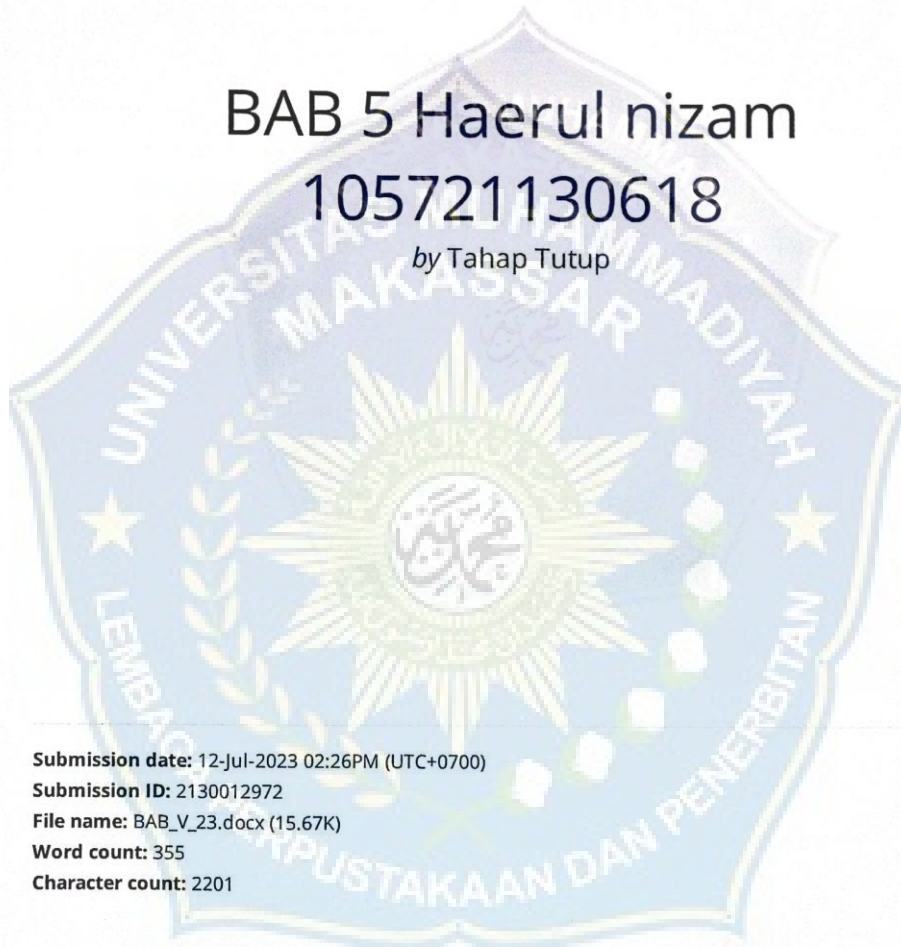 BAB 5 Haerul nizam
105721130618
by Tahap Tutup
UNIVERSITAS MUHAMMADIYAH
MAKASSAR
محمد
LEMBAGA PERPUSTAKAAN DAN PENERBITAN
Submission date: 12-Jul-2023 02:26PM (UTC+0700)
Submission ID: 2130012972
File name: BAB_V_23.docx (15.67K)
Word count: 355
Character count: 2201